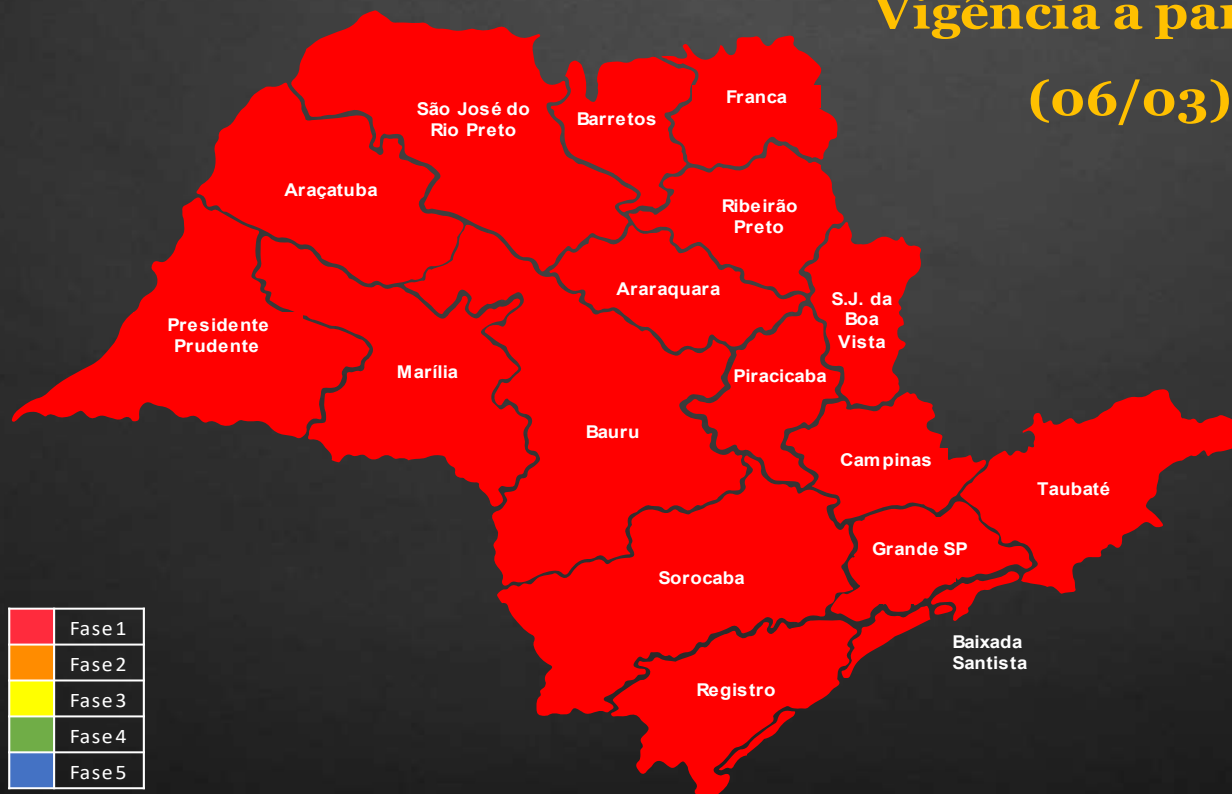 Vigência a par
(06/03)
São José do
Rio Preto
Barretos
Franca
Araçatuba
Ribeirão
Preto
Araraquara
S.J. da
Boa
Vista
Presidente
Prudente
Marília
Piracicaba
Bauru
Campinas
Taubaté
Grande SP
Sorocaba
Baixada
Santista
Registro
Fase 1
Fase 2
Fase 3
Fase 4
Fase 5